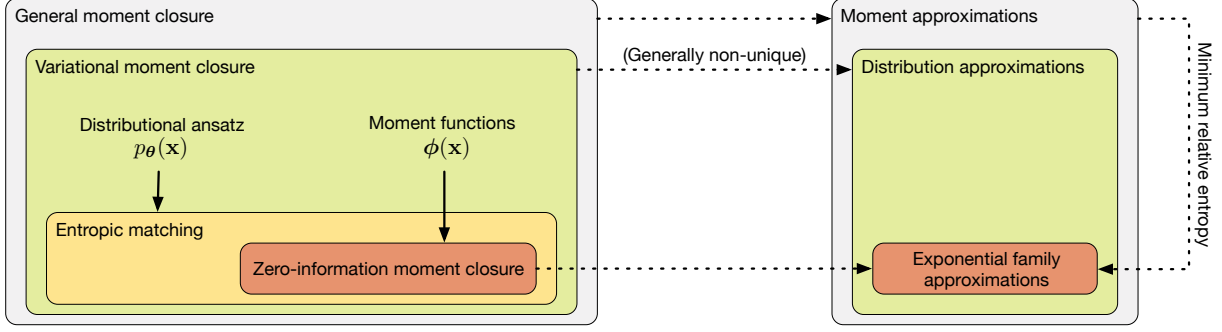 General moment closure
Variational moment closure
Distributional ansatz
p_θ(x)
Moment functions
ϕ(x)
Entropic matching
Zero-information moment closure
(Generally non-unique)
Moment approximations
Distribution approximations
Exponential family
approximations
Minimum relative entropy